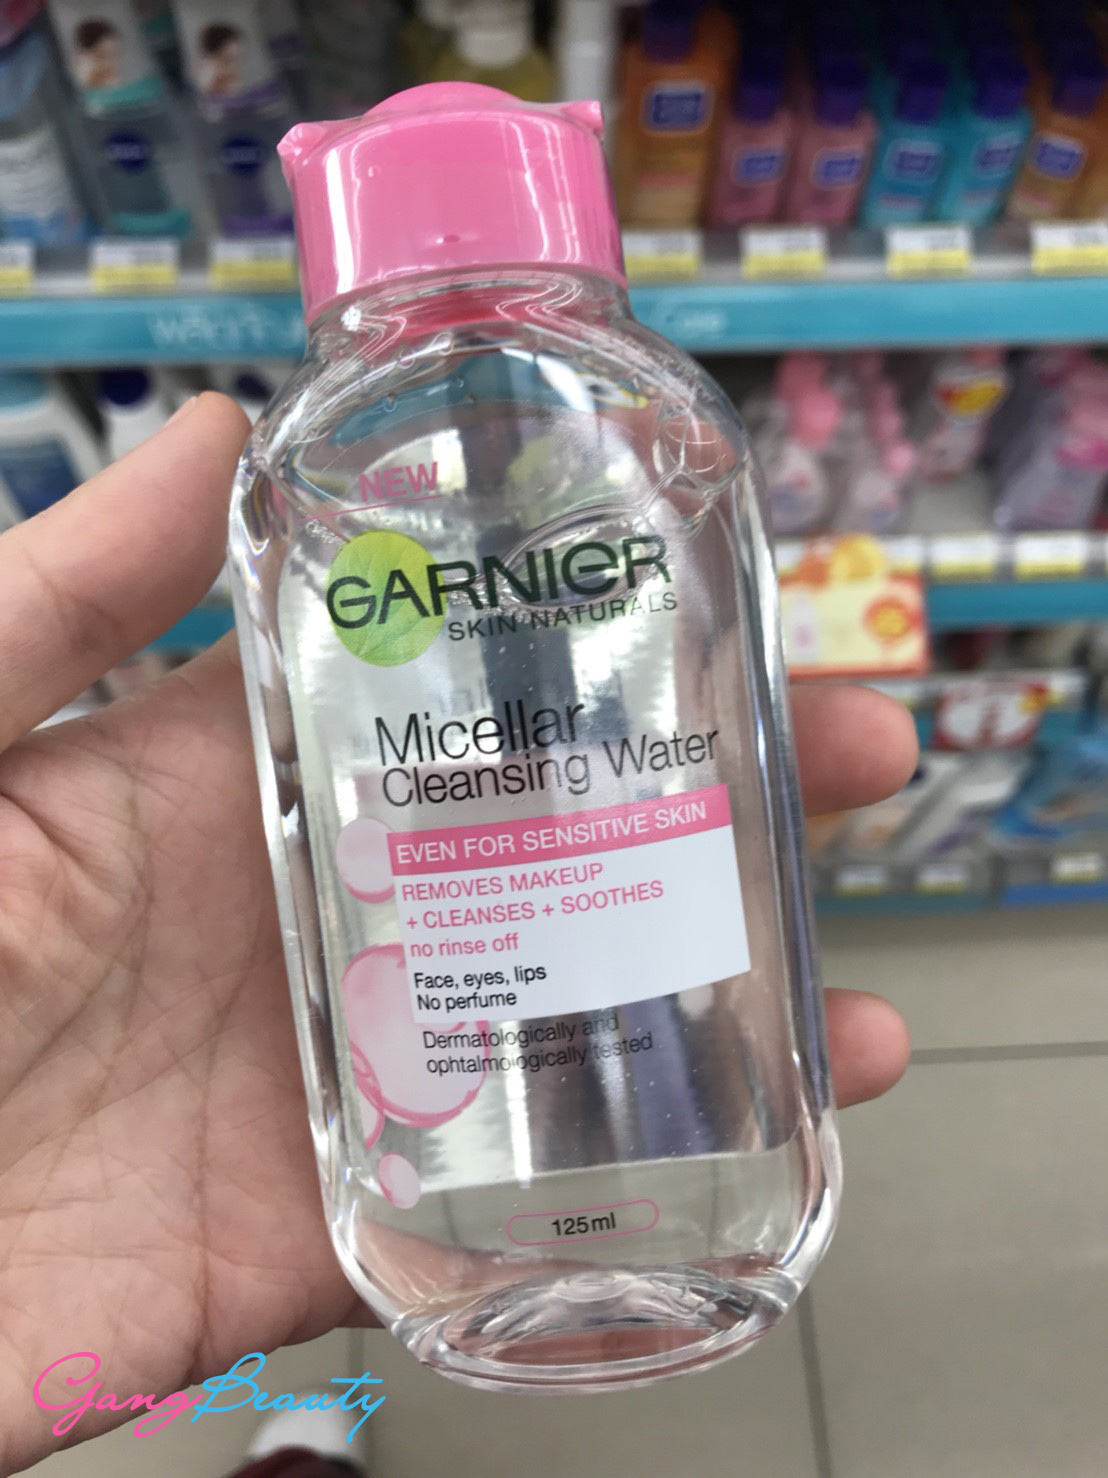 NEW
GARNIER
SKIN NATURALS
Micellar
Cleansing Water
EVEN FOR SENSITIVE SKIN
REMOVES MAKEUP
+ CLEANSES + SOOTHES
no rinse off
Face, eyes, lips
No perfume
Dermatologically and
ophtalmologically tested
125ml
GangBeauty